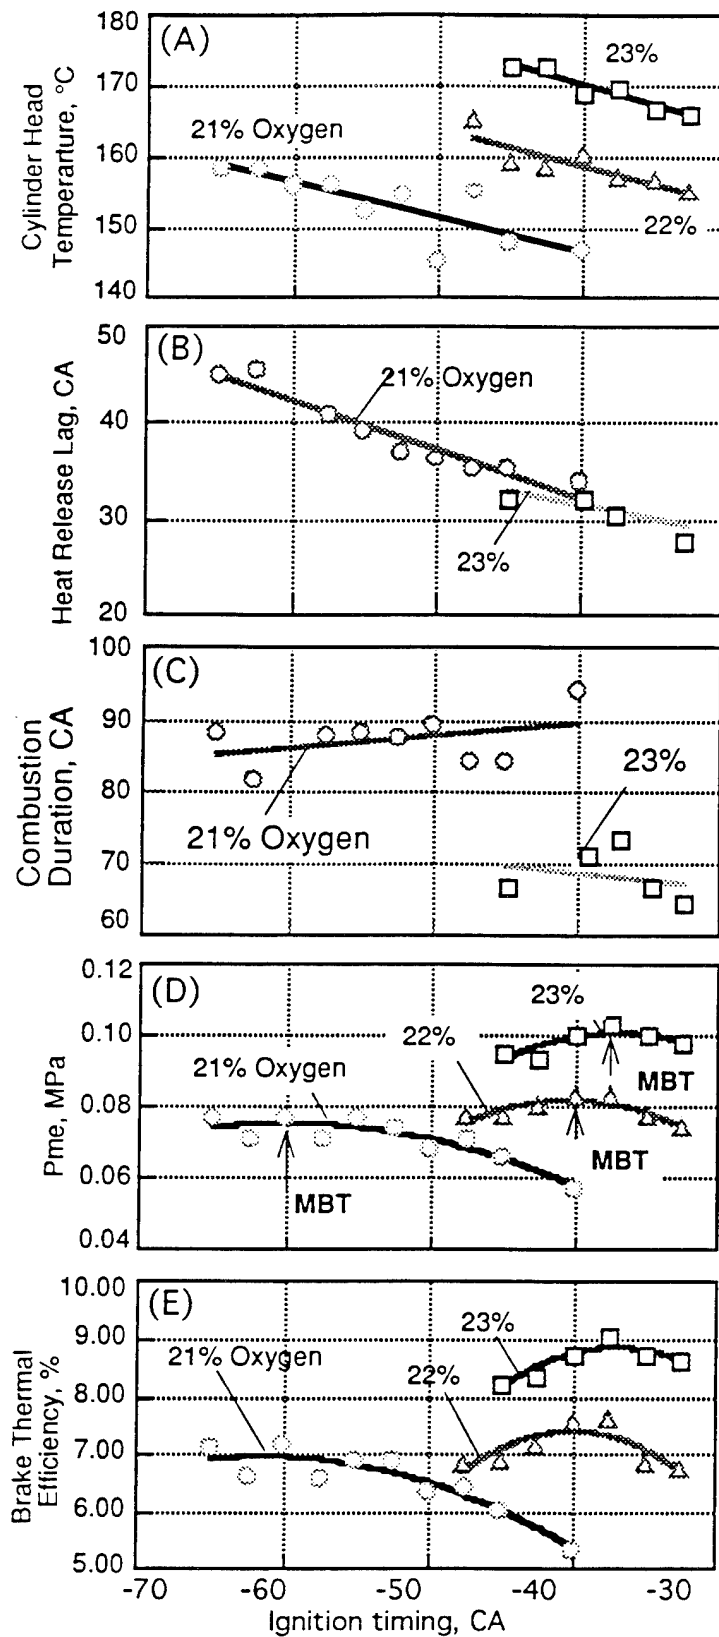 180
(A)
23%
170
21% Oxygen
160
150
22%
140
Cylinder Head
Temperarture, °C
50
(B)
21% Oxygen
40
30
23%
20
Heat Release Lag, CA
100
(C)
90
23%
80
21% Oxygen
70
60
Combustion
Duration, CA
0.12
(D)
23%
0.10
22%
21% Oxygen
MBT
0.08
MBT
0.06
MBT
0.04
Pme, MPa
10.00
(E)
23%
9.00
21% Oxygen
22%
8.00
7.00
6.00
5.00
Brake Thermal
Efficiency, %
-70 -60 -50 -40 -30
Ignition timing, CA